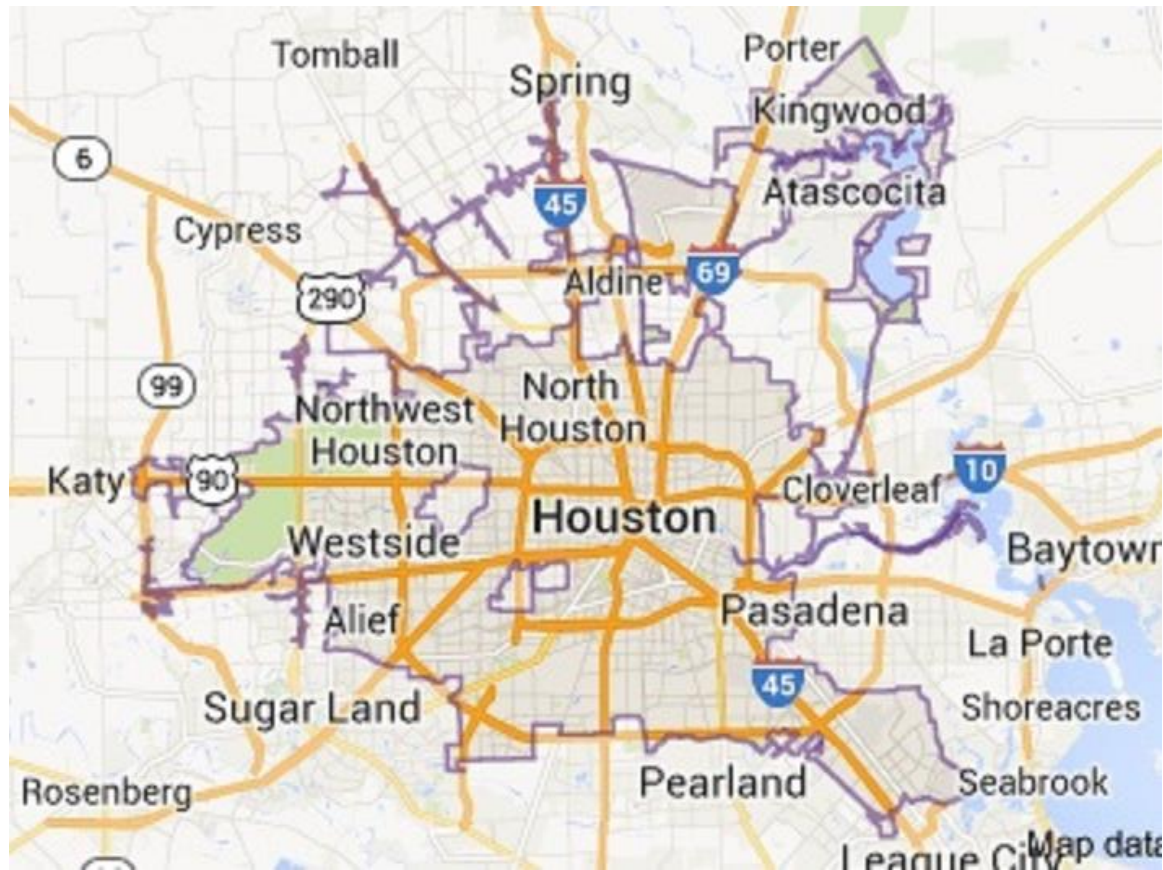 Tomball
Porter
Spring
Kingwood
6
Atascocita
45
Cypress
69
Aldine
290
99
North
Houston
Northwest
Houston
Katy
90
10
Cloverleaf
Houston
Westside
Baytown
Alief
Pasadena
La Porte
45
Sugar Land
Shoreacres
Rosenberg
Pearland
Seabrook
Map data
League City